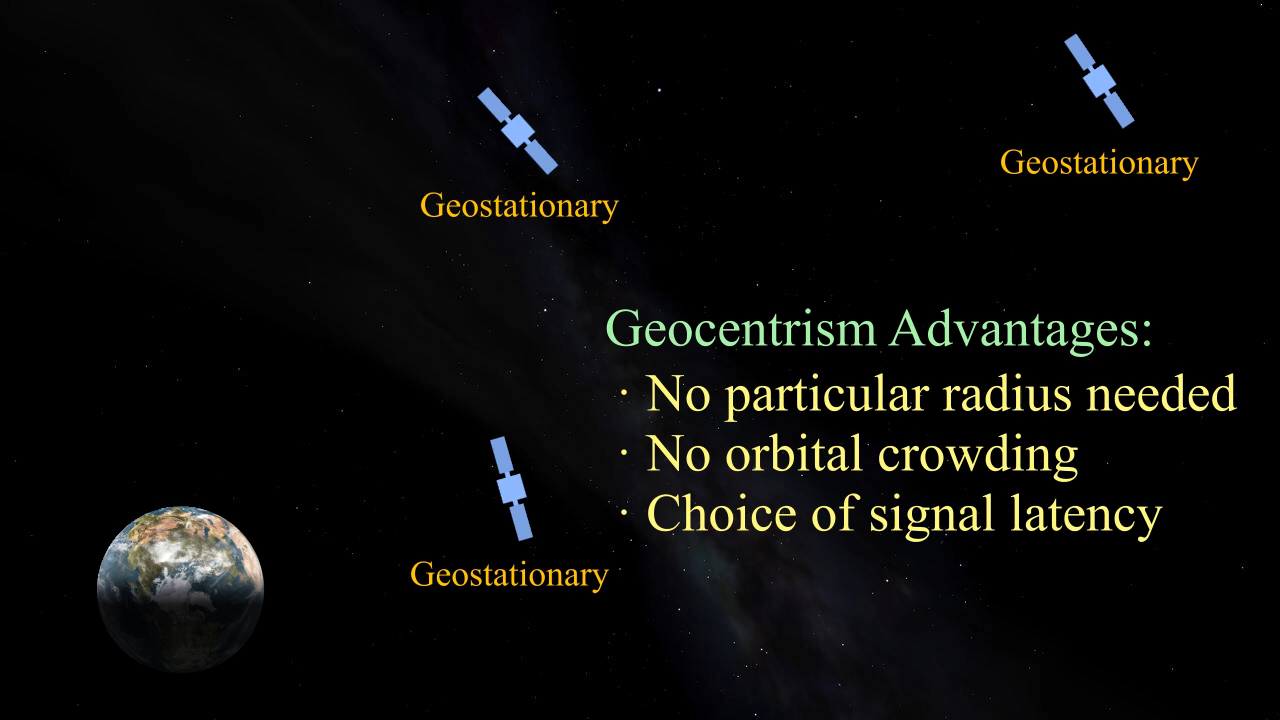 Geostationary
Geostationary
Geocentrism Advantages:
· No particular radius needed
· No orbital crowding
· Choice of signal latency
Geostationary